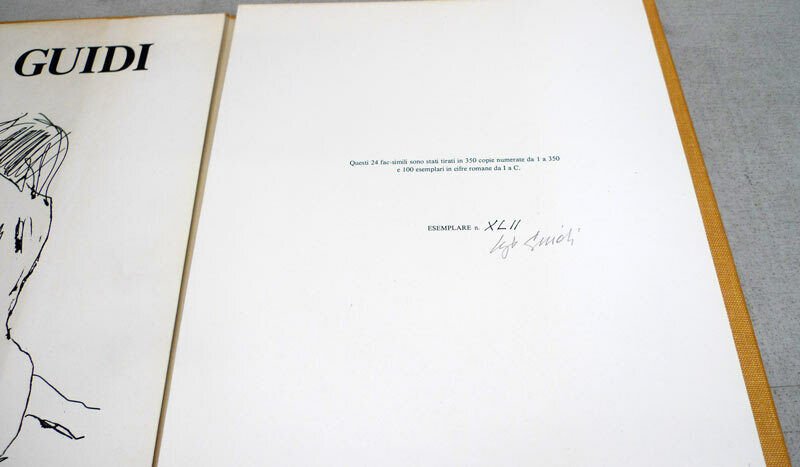 GUIDI
Questi 24 fac-simili sono stati tirati in 350 copie numerate da 1 a 350
e 100 esemplari in cifre romane da I a C.
ESEMPLARE n. XLII
Guidi